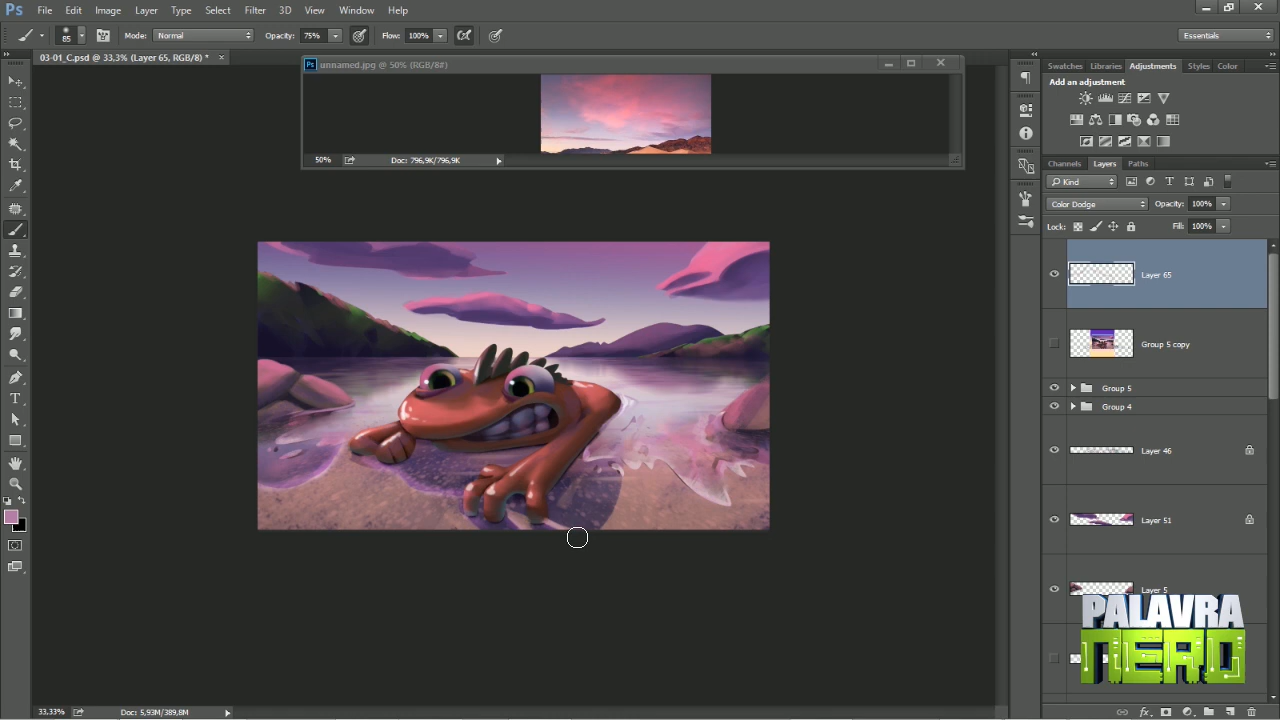 Ps File Edit Image Layer Type Select Filter 3D View Window Help
85 Mode: Normal Opacity: 75% Flow: 100% Essentials
03-01_C.psd @ 33,3% (Layer 65, RGB/8) * ×
Ps unnamed.jpg @ 50% (RGB/8#)
50% Doc: 796,9K/796,9K
Swatches Libraries Adjustments Styles Color
Add an adjustment
Channels Layers Paths
Kind
Color Dodge Opacity: 100%
Lock: Fill: 100%
Layer 65
Group 5 copy
Group 5
Group 4
Layer 46
Layer 51
Layer 5
PALAVRA
NERD
33,33% Doc: 5,93M/389,8M